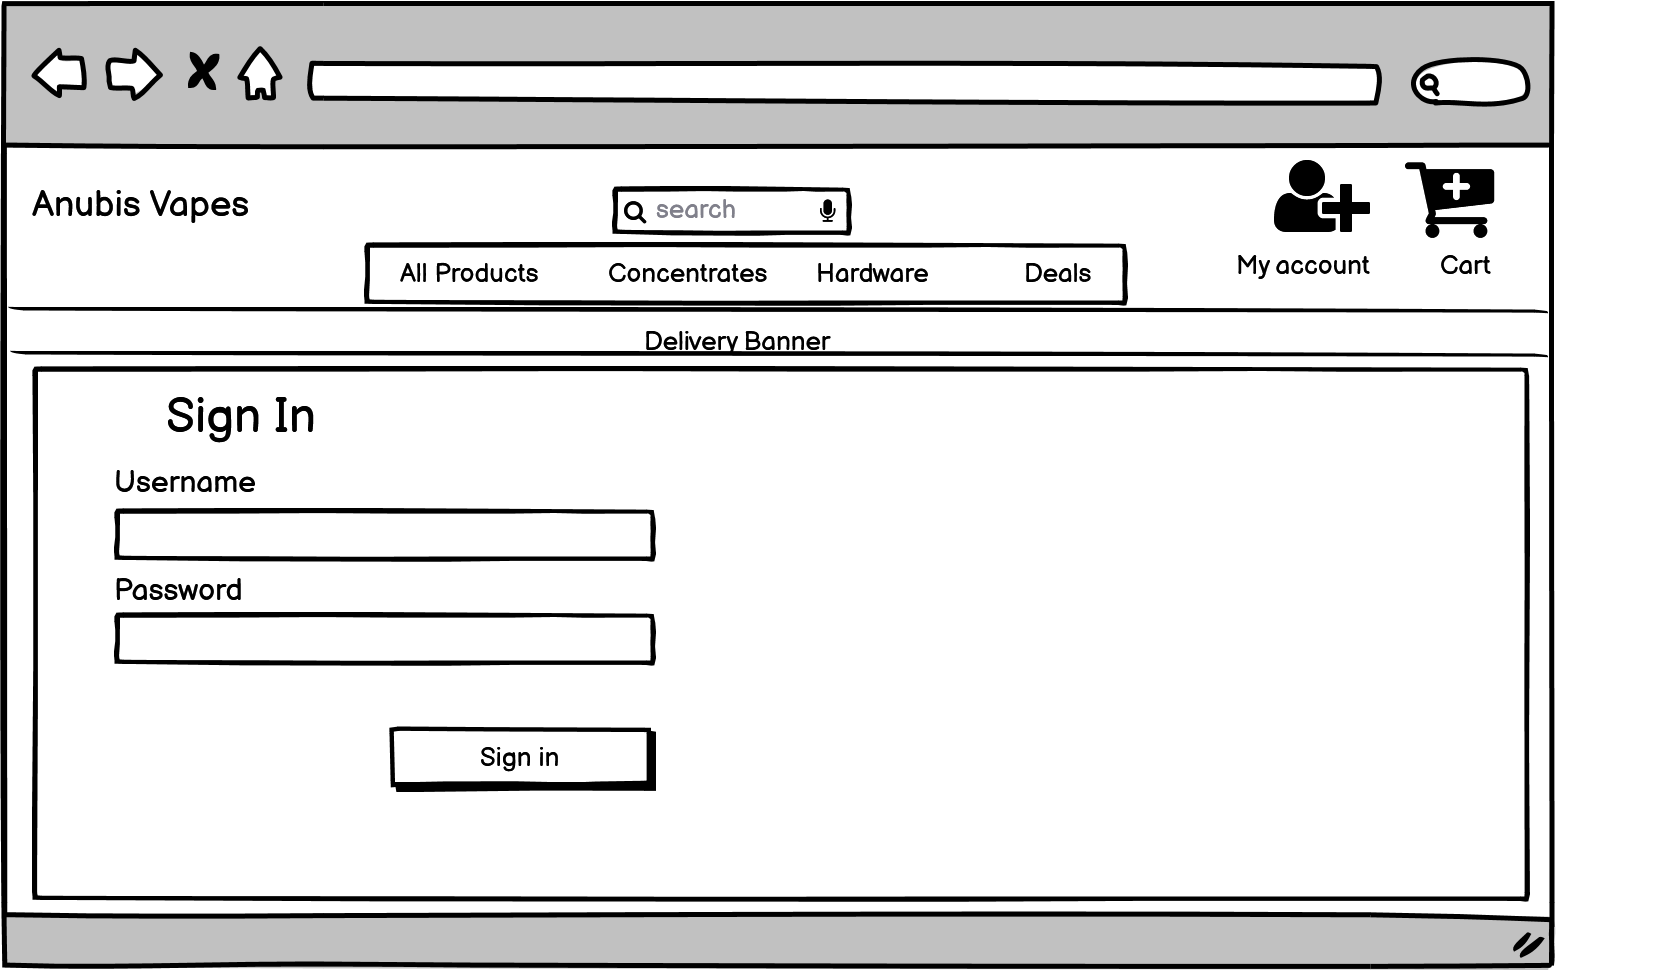 Anubis Vapes
search
All Products Concentrates Hardware Deals
My account Cart
Delivery Banner
Sign In
Username
Password
Sign in